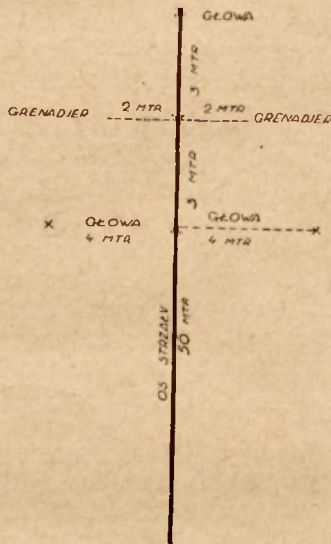 GŁOWA
3 MTR
GRENADJER 2 MTR 2 MTR GRENADJER
3 MTR
GŁOWA GŁOWA
4 MTR 4 MTR
OŚ STRZAŁY
50 MTR